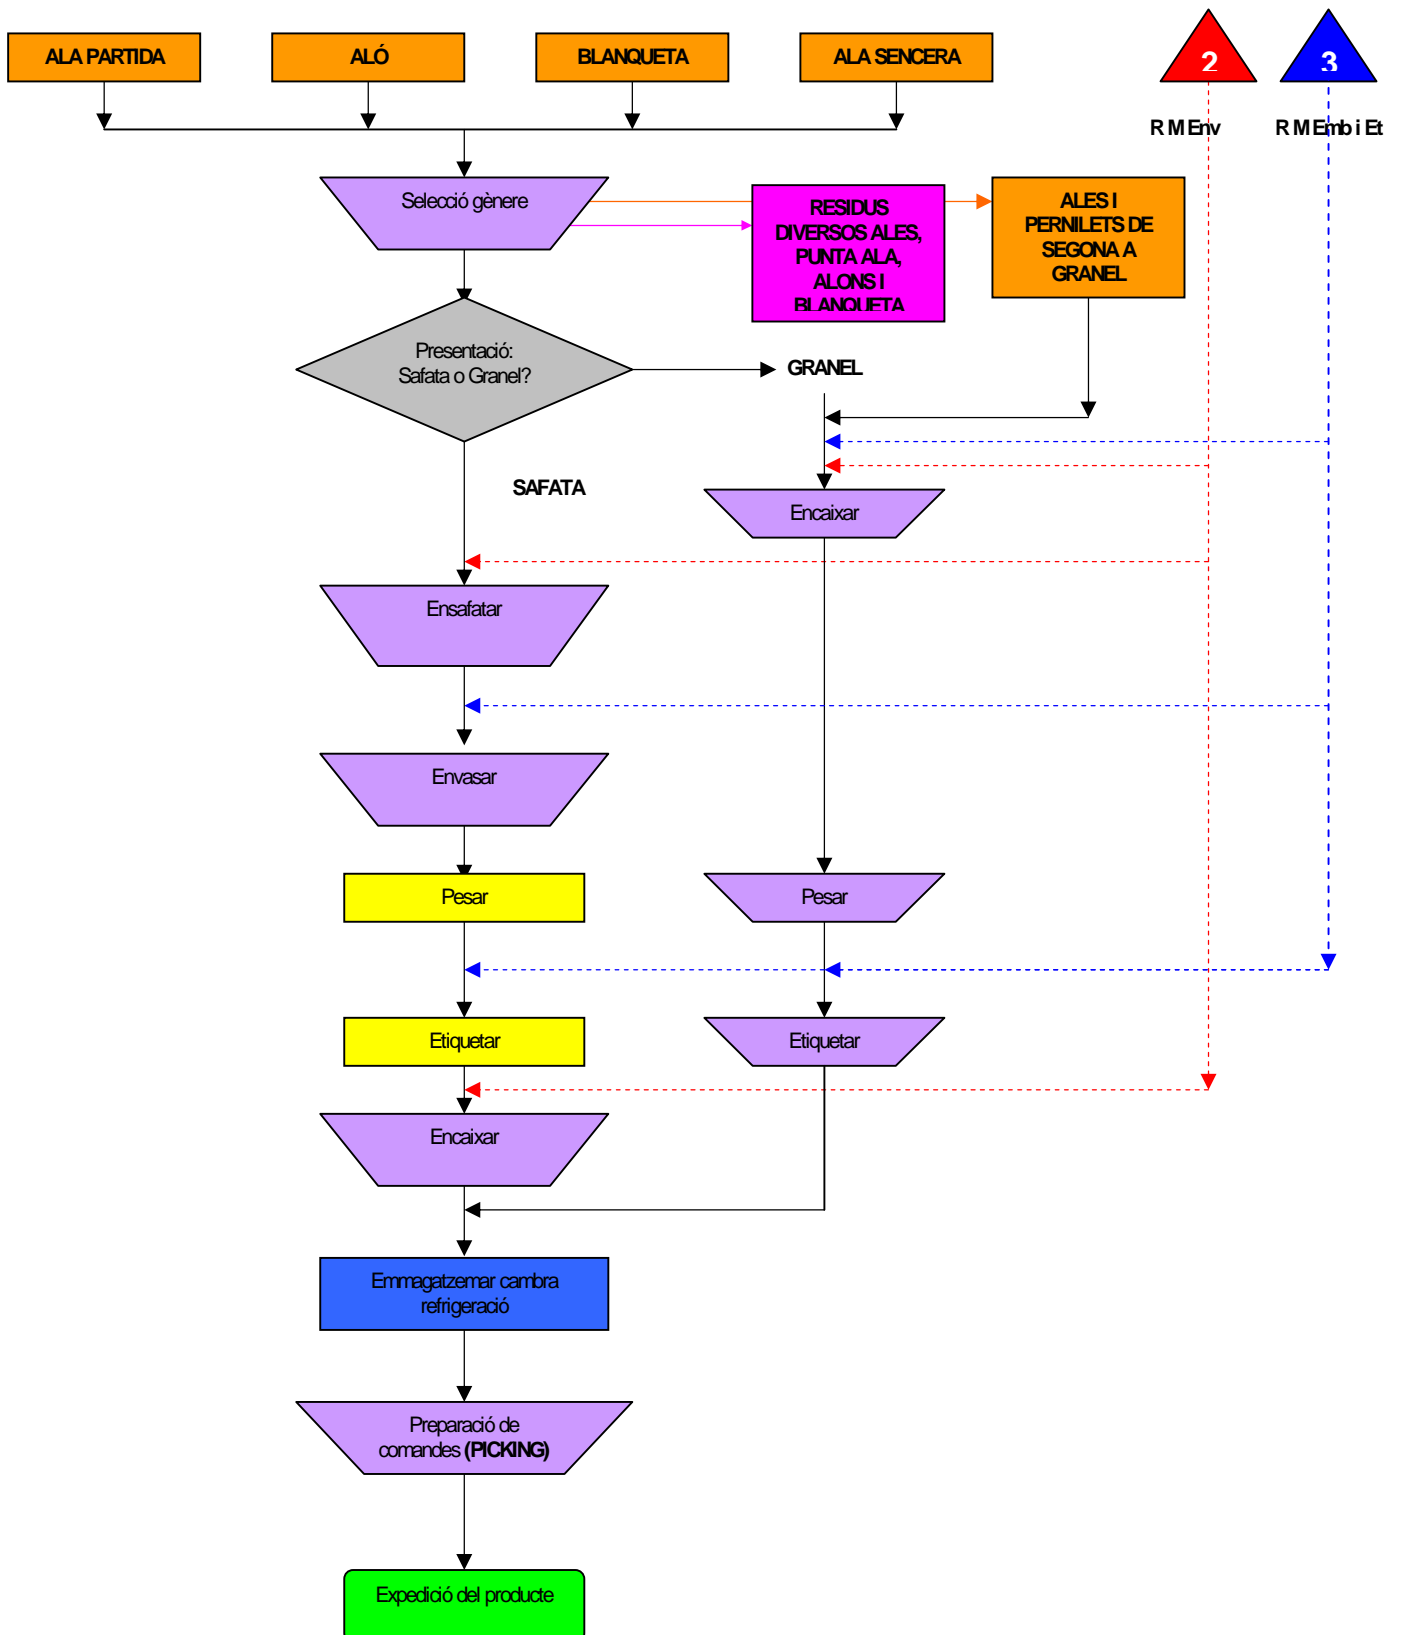 ALA PARTIDA
ALÓ
BLANQUETA
ALA SENCERA
2
3
R M Env
R M Emb i Et
Selecció gènere
RESIDUS
DIVERSOS ALES,
PUNTA ALA,
ALONS I
BLANQUETA
ALES I
PERNILETS DE
SEGONA A
GRANEL
Presentació:
Safata o Granel?
GRANEL
SAFATA
Encaixar
Ensafatar
Envasar
Pesar
Pesar
Etiquetar
Etiquetar
Encaixar
Emmagatzemar cambra
refrigeració
Preparació de
comandes (PICKING)
Expedició del producte